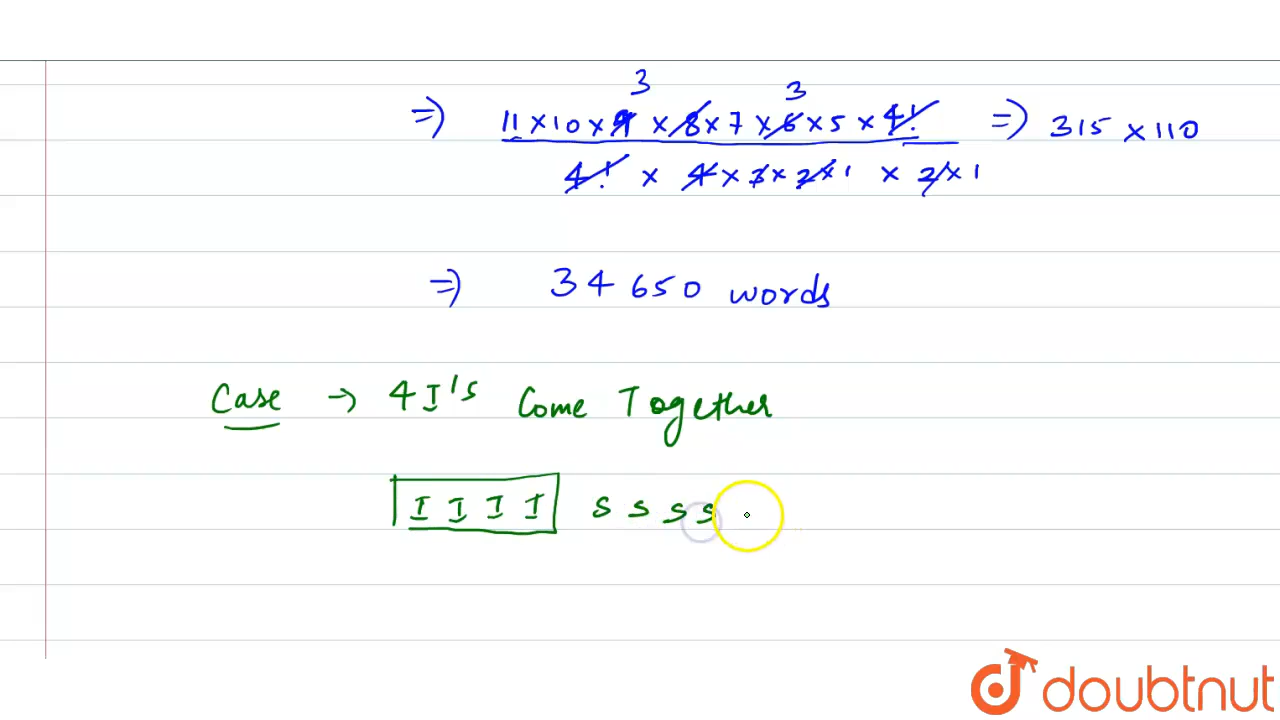 3 3
=) 11 x 10 x 9 x 8 x 7 x 6 x 5 x 4! =) 315 x 110
4! x 4 x 3 x 2 x 1 x 2 x 1
=) 34650 words
Case → 4 I's Come Together
I I I I S S S S
doubtnut